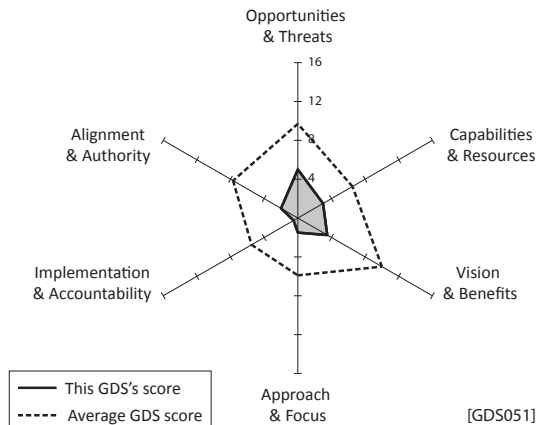 Opportunities
& Threats
16
12
8
4
Alignment
& Authority
Capabilities
& Resources
Implementation
& Accountability
Vision
& Benefits
This GDS's score
Average GDS score
Approach
& Focus
[GDS051]